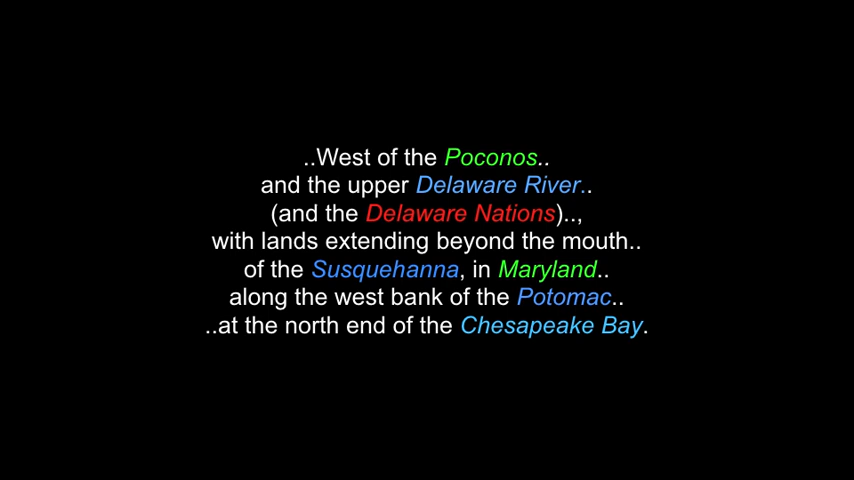 ..West of the Poconos..
and the upper Delaware River..
(and the Delaware Nations)..,
with lands extending beyond the mouth..
of the Susquehanna, in Maryland..
along the west bank of the Potomac..
..at the north end of the Chesapeake Bay.